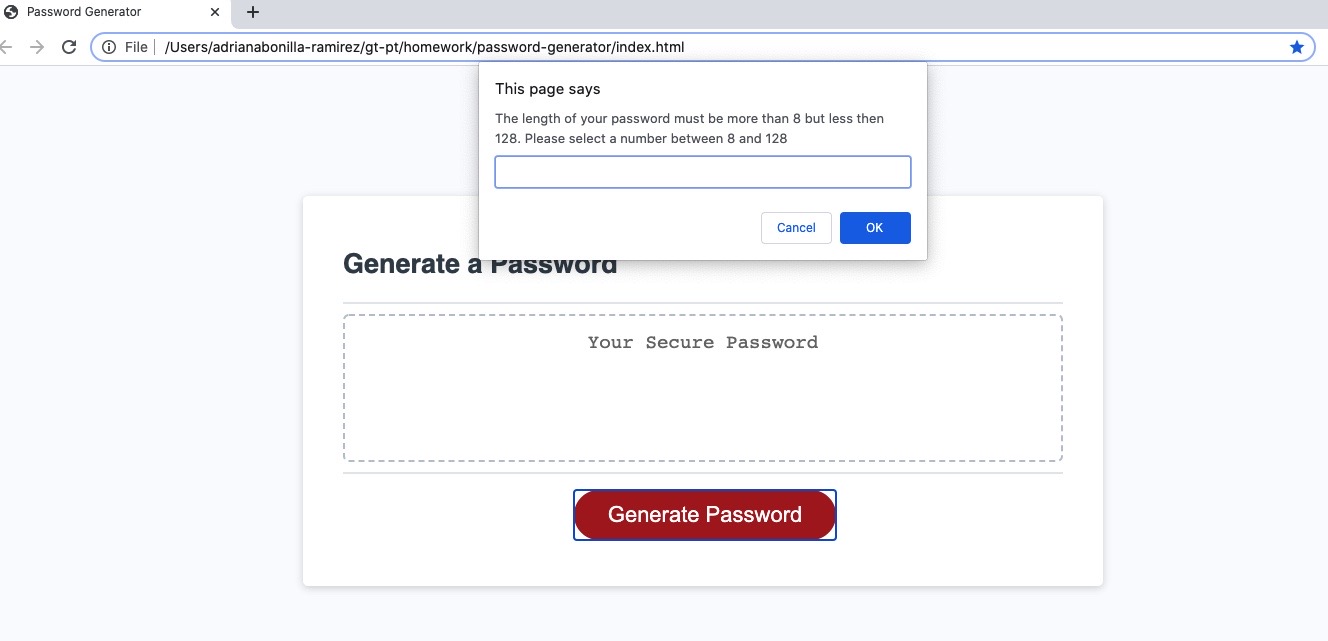 Password Generator
File /Users/adrianabonilla-ramirez/gt-pt/homework/password-generator/index.html
This page says
The length of your password must be more than 8 but less then
128. Please select a number between 8 and 128
Cancel OK
Generate a Password
Your Secure Password
Generate Password